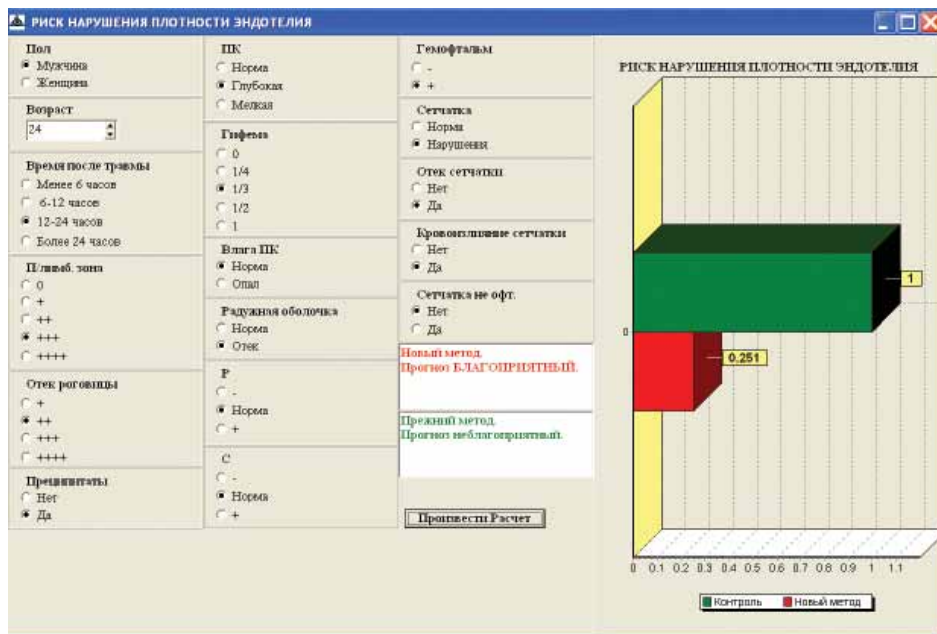 РИСК НАРУШЕНИЯ ПЛОТНОСТИ ЭНДОТЕЛИЯ
Пол
Мужчина
Женщина
Возраст
24
Время после травмы
Менее 6 часов
6-12 часов
12-24 часов
Более 24 часов
П/лимб. зона
0
+
++
+++
++++
Отек роговицы
+
++
+++
++++
Преципитаты
Нет
Да
ПК
Норма
Глубокая
Мелкая
Гифема
0
1/4
1/3
1/2
1
Влага ПК
Норма
Опал
Радужная оболочка
Норма
Отек
Р
-
Норма
+
С
-
Норма
+
Гемофтальм
-
+
Сетчатка
Норма
Нарушения
Отек сетчатки
Нет
Да
Кровоизлияние сетчатки
Нет
Да
Сетчатка не офт.
Нет
Да
Новый метод.
Прогноз БЛАГОПРИЯТНЫЙ.
Прежний метод.
Прогноз неблагоприятный.
Произвести Расчет
РИСК НАРУШЕНИЯ ПЛОТНОСТИ ЭНДОТЕЛИЯ
1
0
0.251
0 0.1 0.2 0.3 0.4 0.5 0.6 0.7 0.8 0.9 1 1.1
Контроль Новый метод